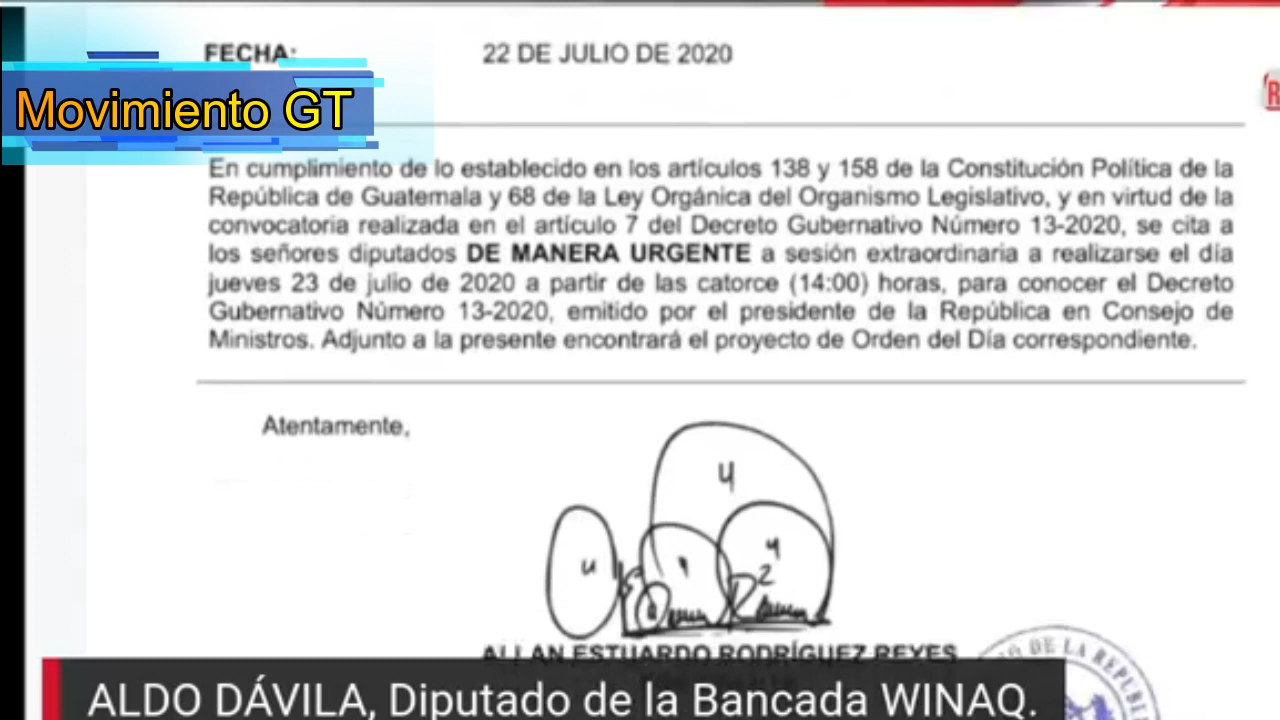 FECHA: 22 DE JULIO DE 2020
Movimiento GT
En cumplimiento de lo establecido en los artículos 138 y 158 de la Constitución Política de la
República de Guatemala y 68 de la Ley Orgánica del Organismo Legislativo, y en virtud de la
convocatoria realizada en el artículo 7 del Decreto Gubernativo Número 13-2020, se cita a
los señores diputados DE MANERA URGENTE a sesión extraordinaria a realizarse el día
jueves 23 de julio de 2020 a partir de las catorce (14:00) horas, para conocer el Decreto
Gubernativo Número 13-2020, emitido por el presidente de la República en Consejo de
Ministros. Adjunto a la presente encontrará el proyecto de Orden del Día correspondiente.
Atentamente,
ALLAN ESTUARDO RODRÍGUEZ REYES
DE LA REPÚBL
ALDO DÁVILA, Diputado de la Bancada WINAQ.